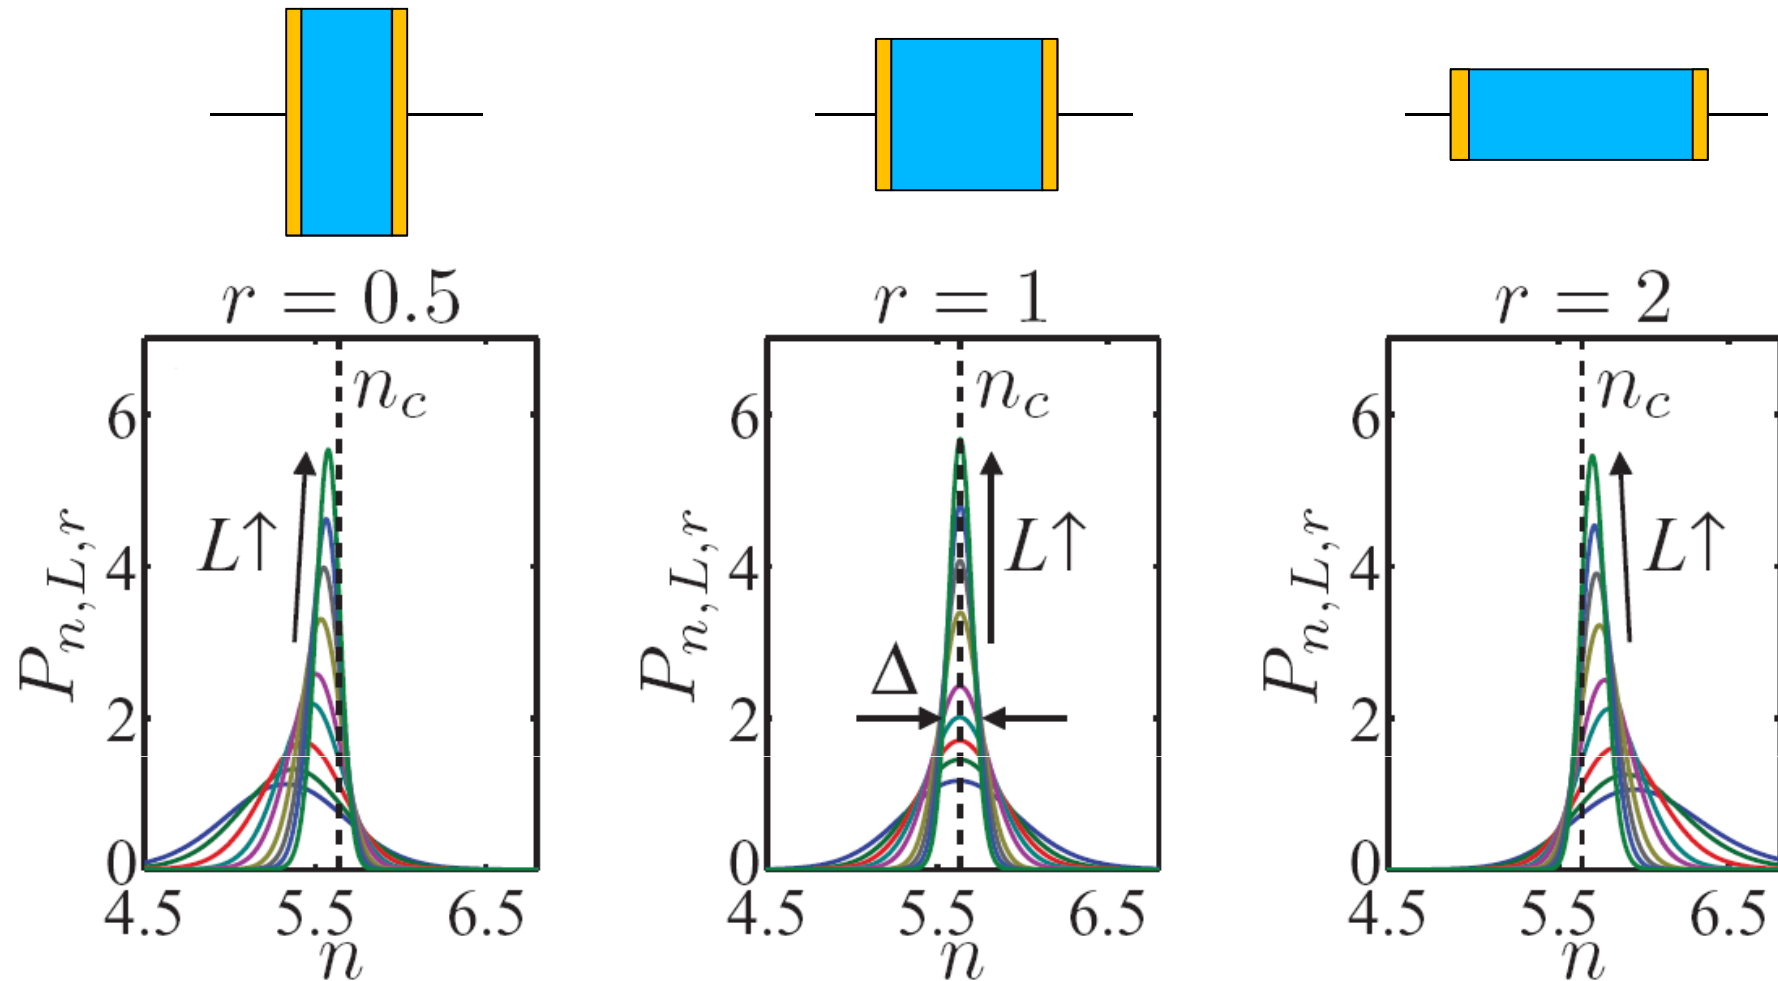 r = 0.5
n_c
6
4
2
0
L↑
P_{n,L,r}
4.5 5.5 6.5
n
r = 1
n_c
6
4
2
0
Δ
L↑
P_{n,L,r}
4.5 5.5 6.5
n
r = 2
n_c
6
4
2
0
L↑
P_{n,L,r}
4.5 5.5 6.5
n